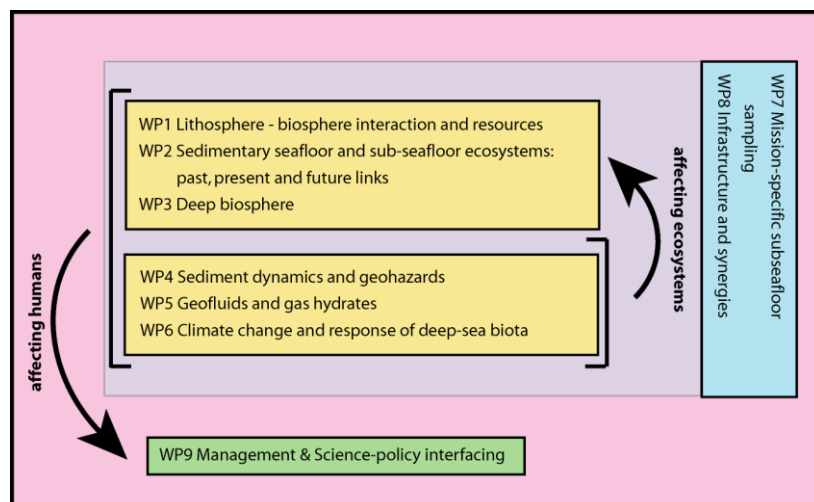 WP1 Lithosphere - biosphere interaction and resources
WP2 Sedimentary seafloor and sub-seafloor ecosystems:
past, present and future links
WP3 Deep biosphere
WP4 Sediment dynamics and geohazards
WP5 Geofluids and gas hydrates
WP6 Climate change and response of deep-sea biota
affecting ecosystems
WP7 Mission-specific subseafloor
sampling
WP8 Infrastructure and synergies
affecting humans
WP9 Management & Science-policy interfacing